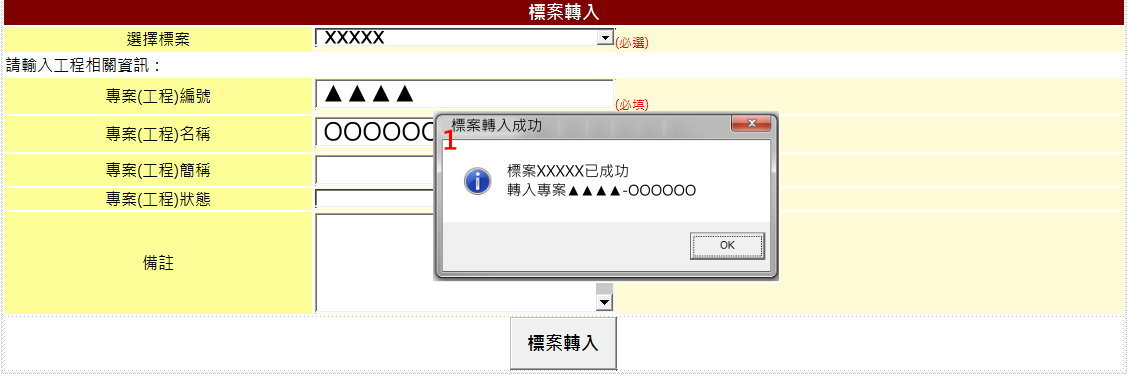 標案轉入
選擇標案
XXXXX
(必選)
請輸入工程相關資訊：
專案(工程)編號
▲▲▲▲
(必填)
專案(工程)名稱
OOOOOO
專案(工程)簡稱
專案(工程)狀態
備註
標案轉入成功
1
標案XXXXX已成功
轉入專案▲▲▲▲-OOOOOO
OK
標案轉入